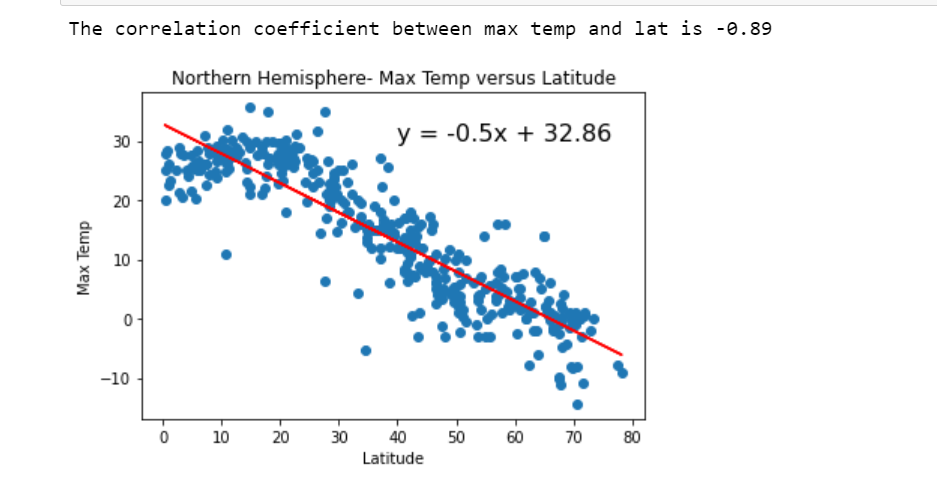 The correlation coefficient between max temp and lat is -0.89
Northern Hemisphere- Max Temp versus Latitude
y = -0.5x + 32.86
30
20
10
0
−10
Max Temp
0 10 20 30 40 50 60 70 80
Latitude